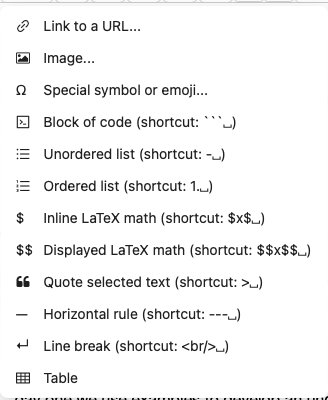 Link to a URL...
Image...
Ω Special symbol or emoji...
Block of code (shortcut: ```⎵)
Unordered list (shortcut: -⎵)
Ordered list (shortcut: 1.⎵)
$ Inline LaTeX math (shortcut: $x$⎵)
$$ Displayed LaTeX math (shortcut: $$x$$⎵)
❝ Quote selected text (shortcut: >⎵)
— Horizontal rule (shortcut: ---⎵)
↵ Line break (shortcut: <br/>⎵)
Table